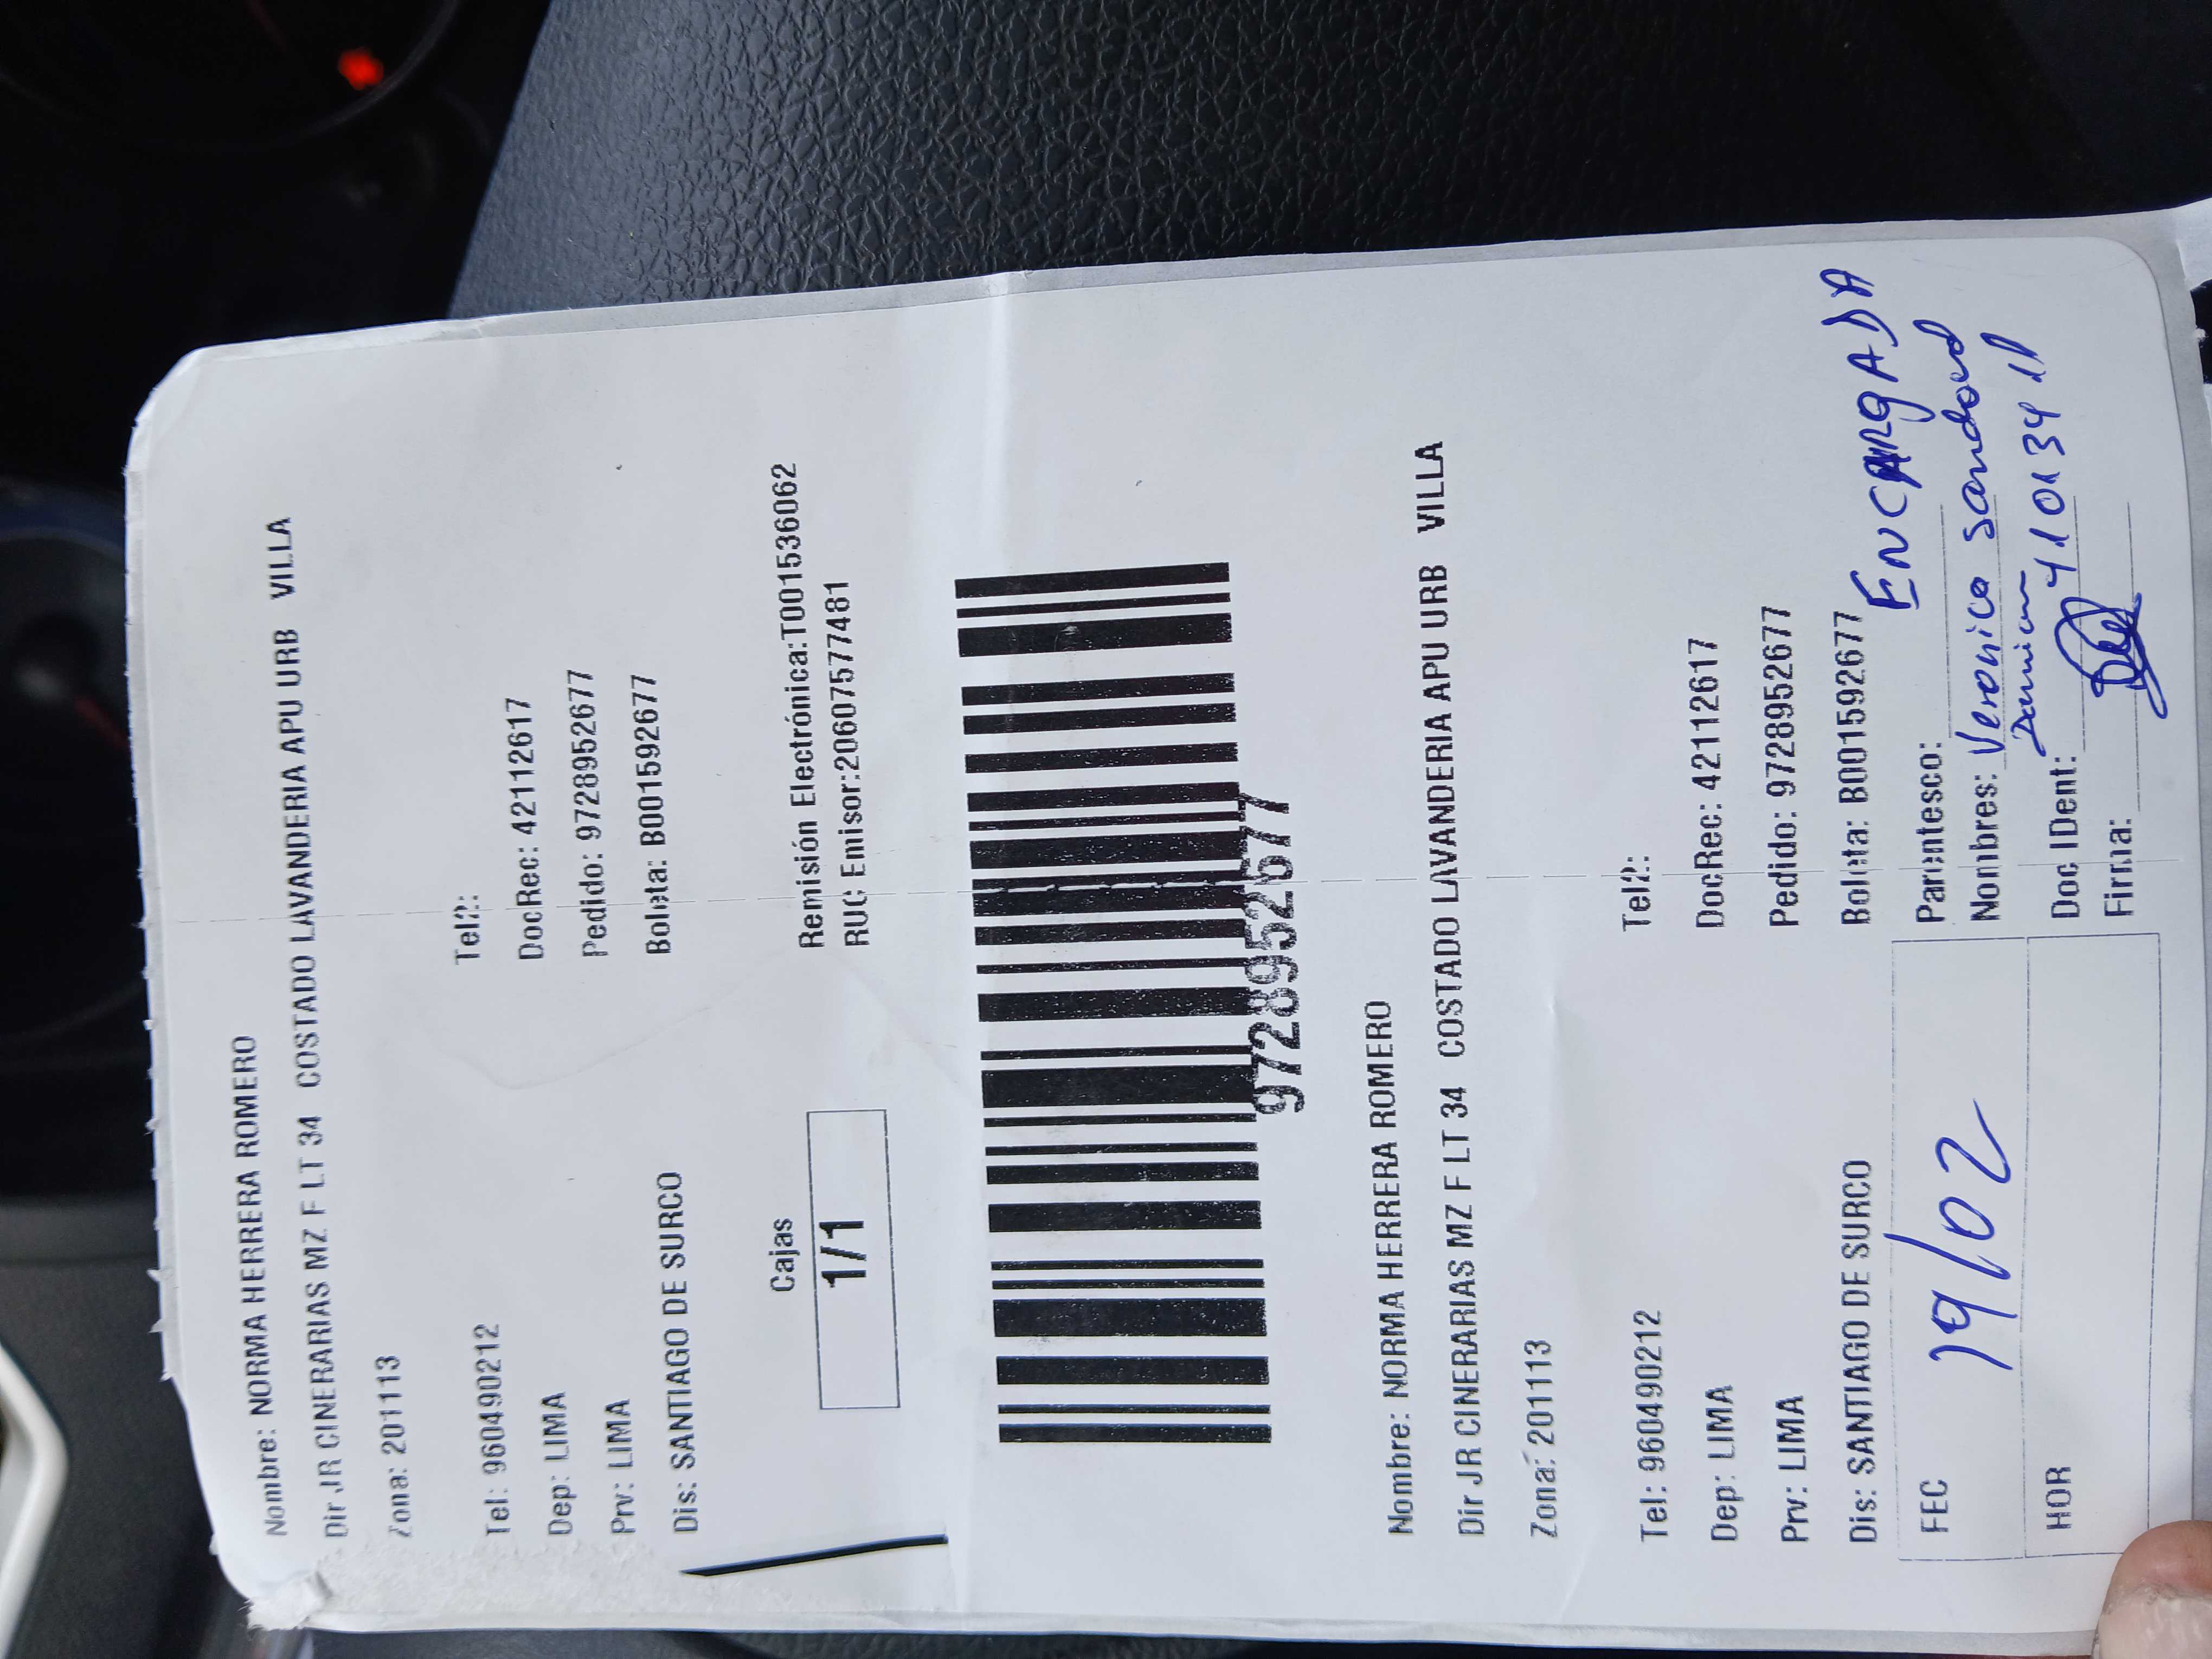 Nombre: NORMA HERRERA ROMERO
Dir JR CINERARIAS MZ F LT 34 COSTADO LAVANDERIA APU URB VILLA
Zona: 201113
Tel: 960490212 Tel2:
Dep: LIMA DocRec: 42112617
Prv: LIMA Pedido: 972895267​7
Dis: SANTIAGO DE SURCO Boleta: B001592677
Cajas
1/1
Remisión Electrónica:T001536062
RUC Emisor:20607577481
9728952677
Nombre: NORMA HERRERA ROMERO
Dir JR CINERARIAS MZ F LT 34 COSTADO LAVANDERIA APU URB VILLA
Zona: 201113
Tel: 960490212 Tel2:
Dep: LIMA DocRec: 42112617
Prv: LIMA Pedido: 9728952677
Dis: SANTIAGO DE SURCO Boleta: B001592677
FEC 19/02
HOR
Parentesco: ENCARGADA
Nombres: Veronica Sandoval
Doc IDent:
Firma: